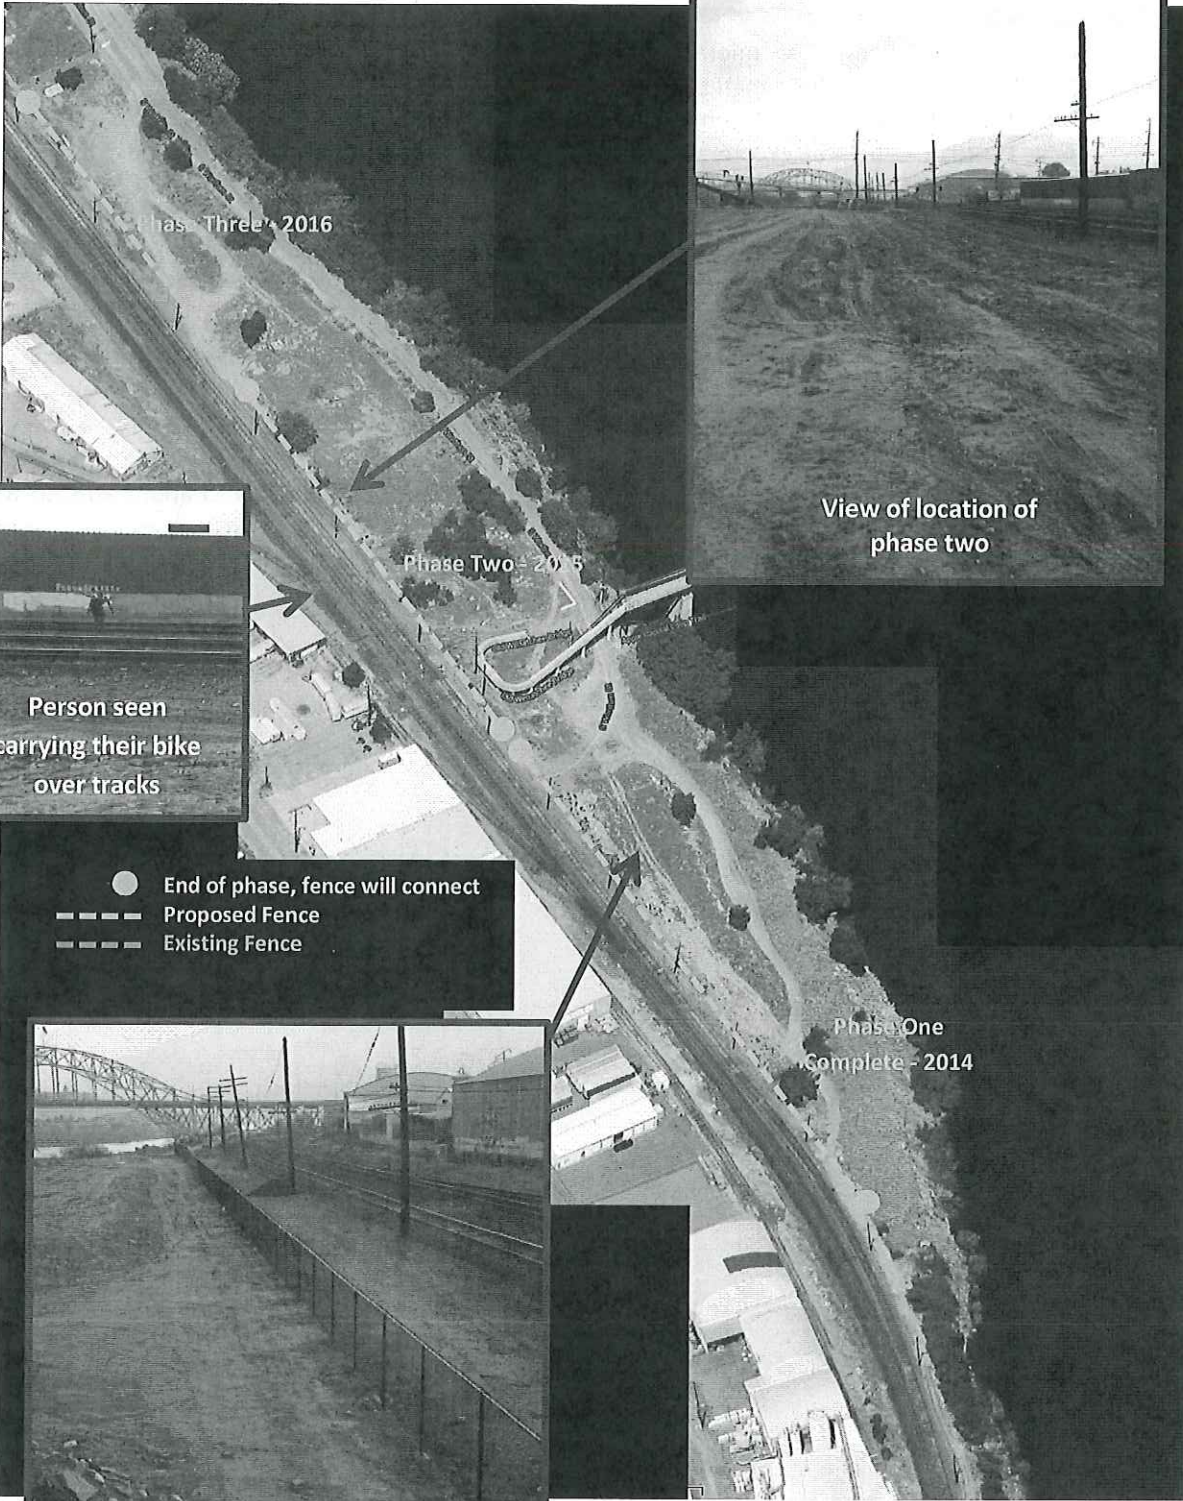 Phase Three - 2016
View of location of
phase two
Phase Two - 2015
Person seen
carrying their bike
over tracks
End of phase, fence will connect
Proposed Fence
Existing Fence
Phase One
Complete - 2014